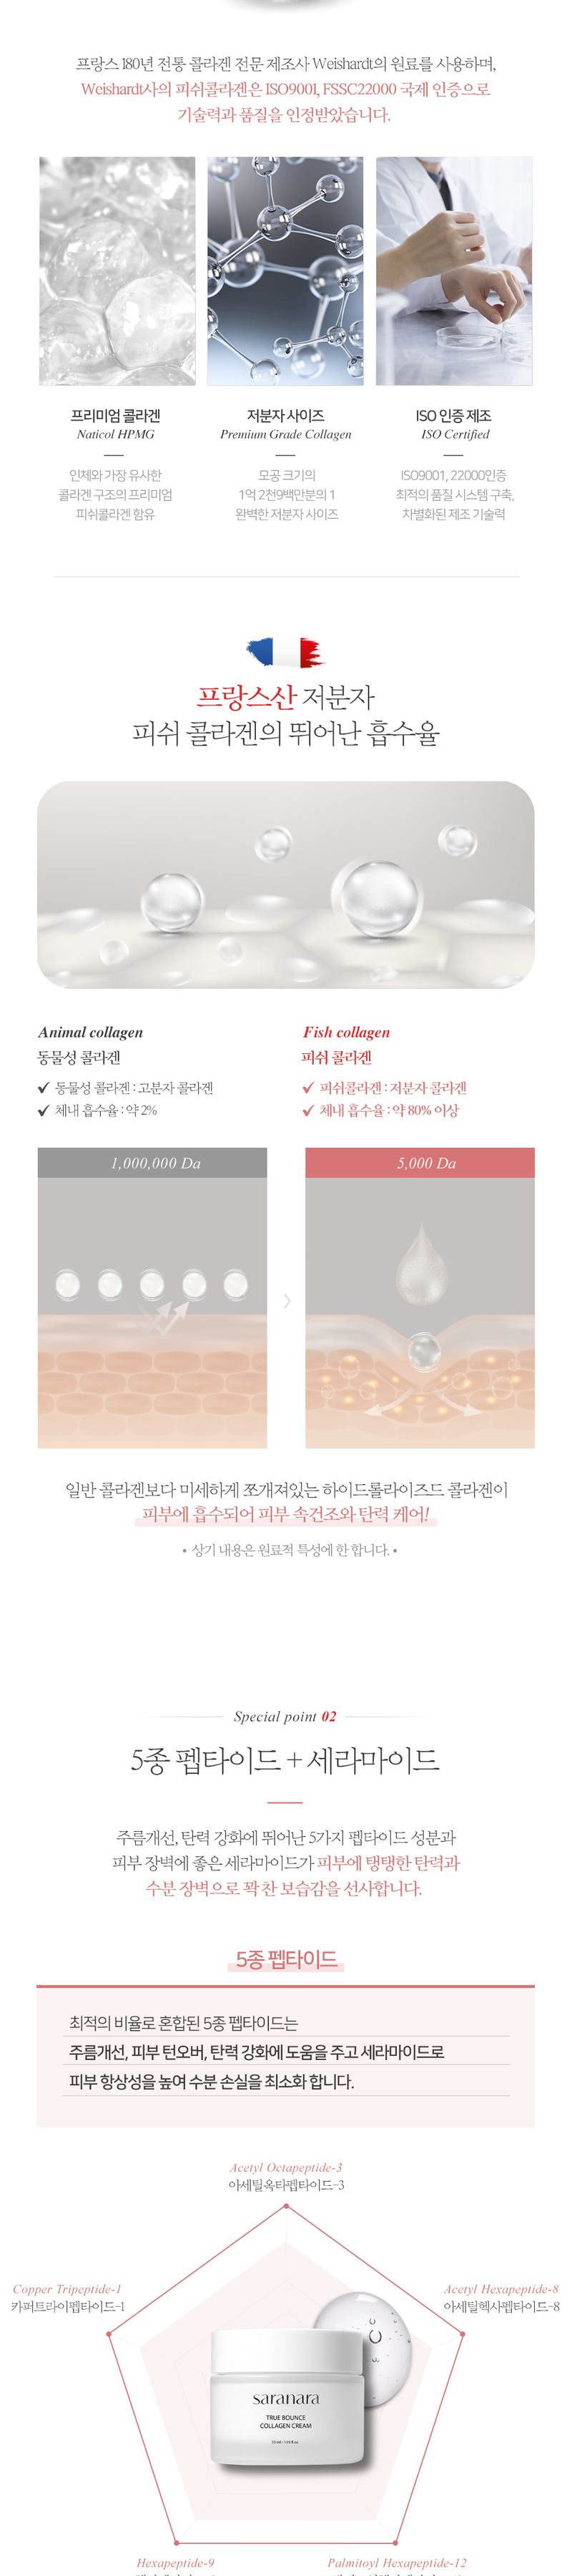 프랑스 180년 전통 콜라겐 전문 제조사 Weishardt의 원료를 사용하며,
Weishardt사의 피쉬콜라겐은 ISO9001, FSSC22000 국제 인증으로
기술력과 품질을 인정받았습니다.
프리미엄 콜라겐
Naticol HPMG
인체와 가장 유사한
콜라겐 구조의 프리미엄
피쉬콜라겐 함유
저분자 사이즈
Premium Grade Collagen
모공 크기의
1억 2천9백만분의 1
완벽한 저분자 사이즈
ISO 인증 제조
ISO Certified
ISO9001, 22000인증
최적의 품질 시스템 구축,
차별화된 제조 기술력
프랑스산 저분자
피쉬 콜라겐의 뛰어난 흡수율
Animal collagen
동물성 콜라겐
동물성 콜라겐 : 고분자 콜라겐
체내 흡수율 : 약 2%
Fish collagen
피쉬 콜라겐
피쉬콜라겐 : 저분자 콜라겐
체내 흡수율 : 약 80% 이상
1,000,000 Da
5,000 Da
일반 콜라겐보다 미세하게 쪼개져있는 하이드롤라이즈드 콜라겐이
피부에 흡수되어 피부 속건조와 탄력 케어!
• 상기 내용은 원료적 특성에 한 합니다. •
Special point 02
5종 펩타이드 + 세라마이드
주름개선, 탄력 강화에 뛰어난 5가지 펩타이드 성분과
피부 장벽에 좋은 세라마이드가 피부에 탱탱한 탄력과
수분 장벽으로 꽉 찬 보습감을 선사합니다.
5종 펩타이드
최적의 비율로 혼합된 5종 펩타이드는
주름개선, 피부 턴오버, 탄력 강화에 도움을 주고 세라마이드로
피부 항상성을 높여 수분 손실을 최소화 합니다.
Acetyl Octapeptide-3
아세틸옥타펩타이드-3
Copper Tripeptide-1
카퍼트라이펩타이드-1
Acetyl Hexapeptide-8
아세틸헥사펩타이드-8
saranara
TRUE BOUNCE
COLLAGEN CREAM
Hexapeptide-9
Palmitoyl Hexapeptide-12